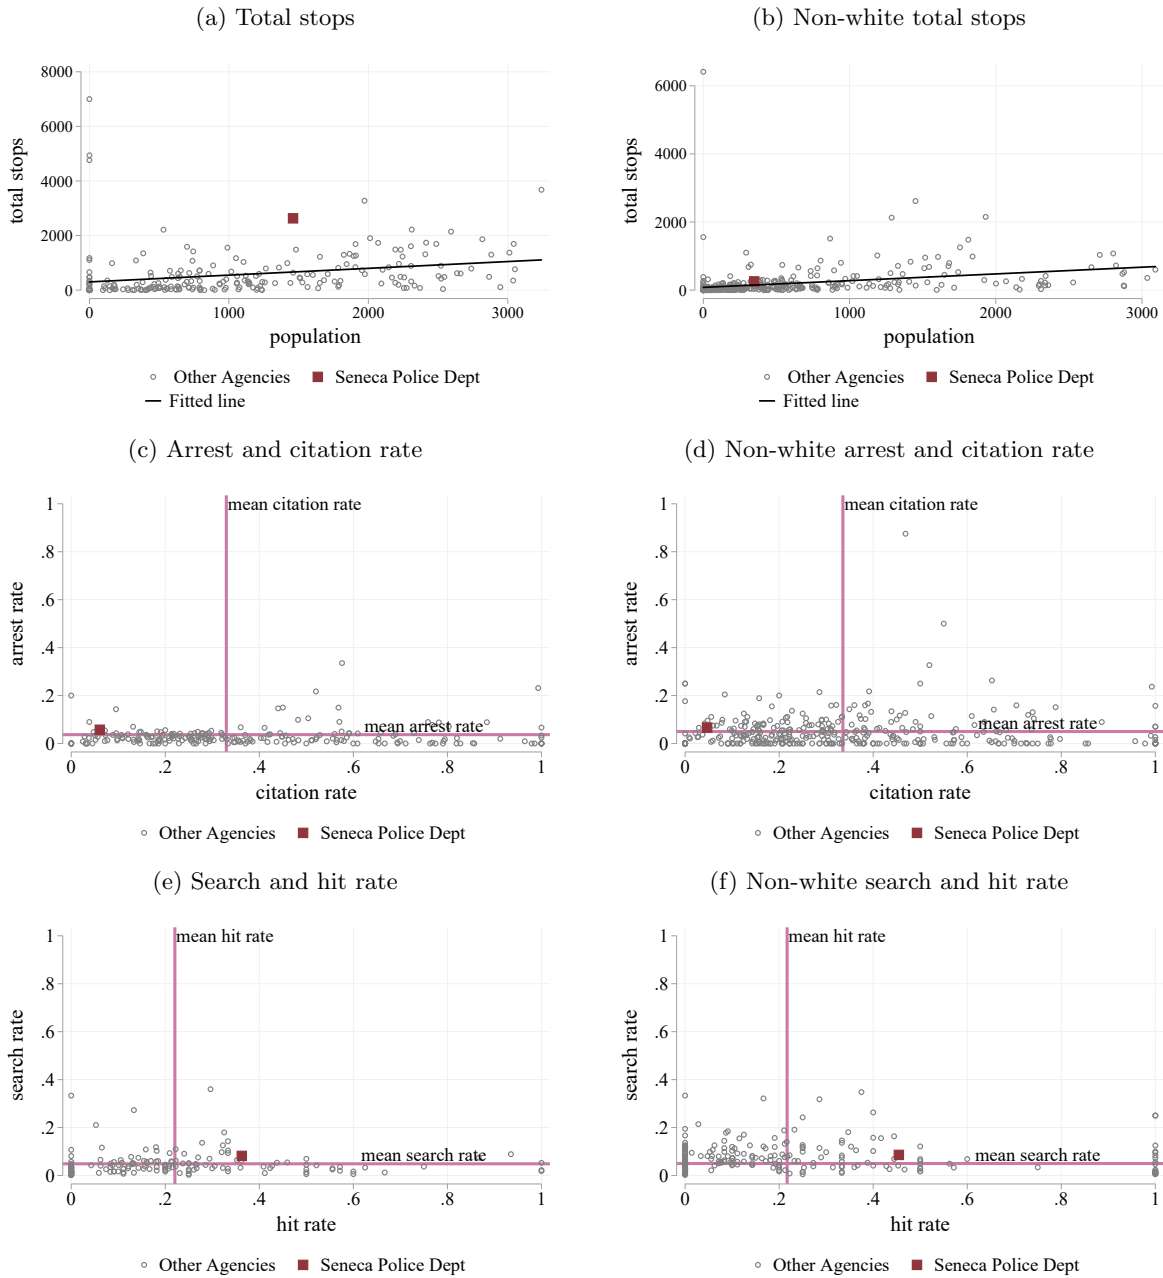 (a) Total stops
(b) Non-white total stops
8000
6000
4000
2000
0
total stops
0 1000 2000 3000
population
Other Agencies Seneca Police Dept
Fitted line
6000
4000
2000
0
total stops
0 1000 2000 3000
population
Other Agencies Seneca Police Dept
Fitted line
(c) Arrest and citation rate
(d) Non-white arrest and citation rate
1
.8
.6
.4
.2
0
arrest rate
mean citation rate
mean arrest rate
0 .2 .4 .6 .8 1
citation rate
Other Agencies Seneca Police Dept
1
.8
.6
.4
.2
0
arrest rate
mean citation rate
mean arrest rate
0 .2 .4 .6 .8 1
citation rate
Other Agencies Seneca Police Dept
(e) Search and hit rate
(f) Non-white search and hit rate
1
.8
.6
.4
.2
0
search rate
mean hit rate
mean search rate
0 .2 .4 .6 .8 1
hit rate
Other Agencies Seneca Police Dept
1
.8
.6
.4
.2
0
search rate
mean hit rate
mean search rate
0 .2 .4 .6 .8 1
hit rate
Other Agencies Seneca Police Dept